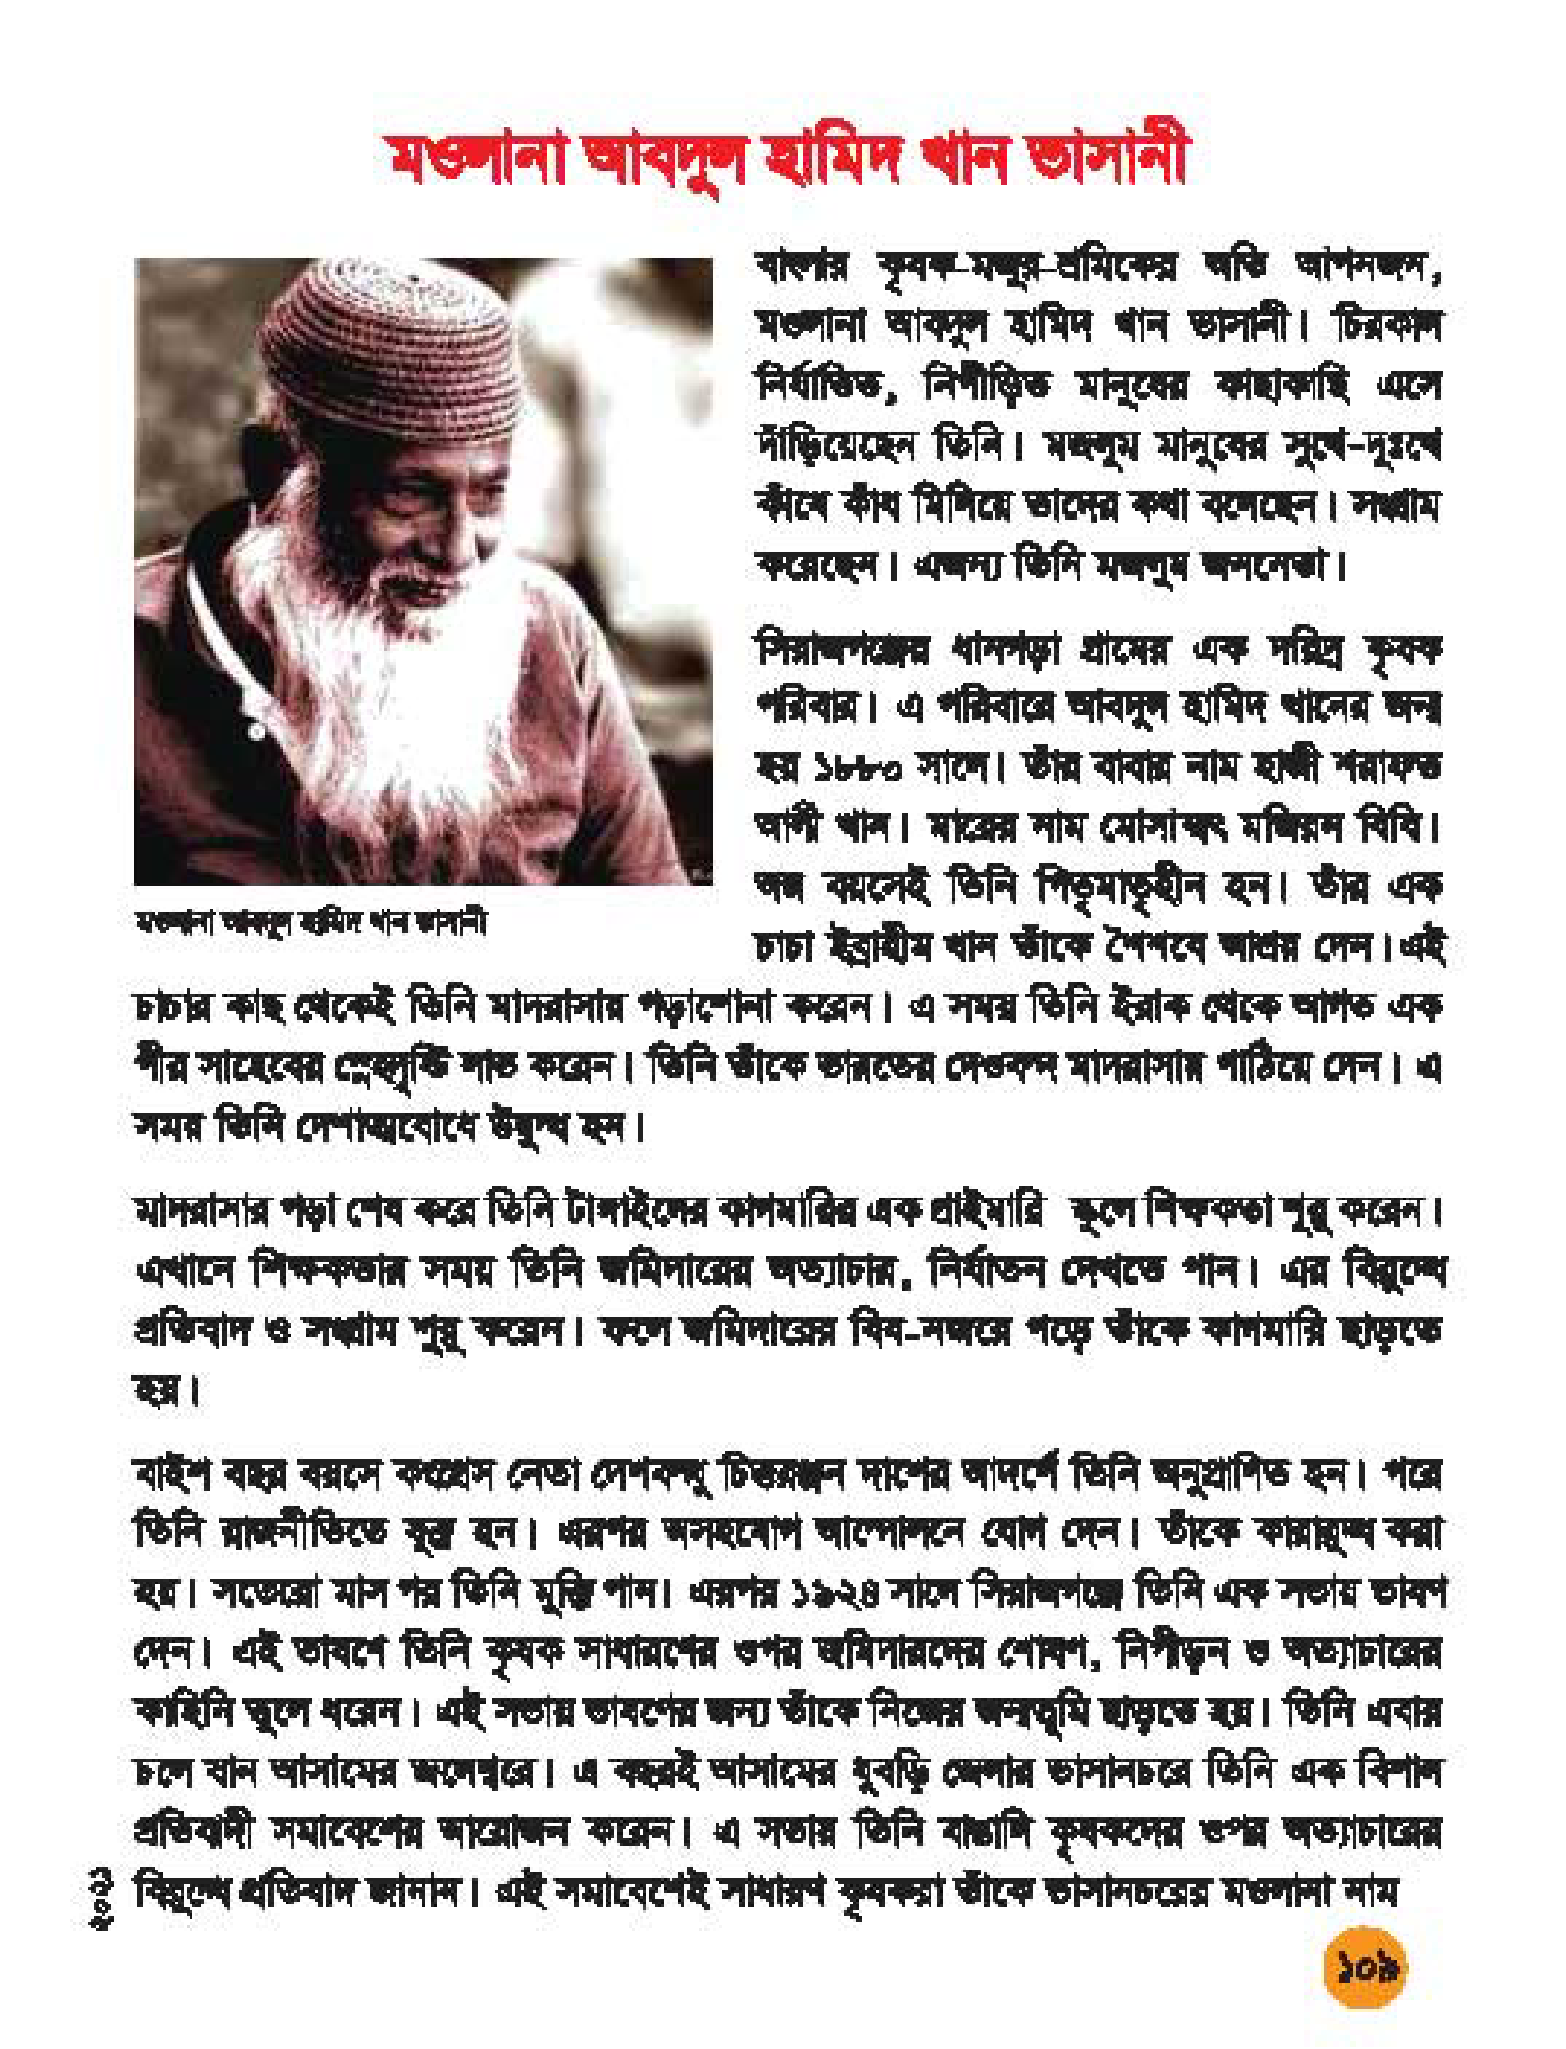 মওলানা আবদুল হামিদ খান ভাসানী
বাংলার কৃষক-মজুর-শ্রমিকের অতি আপনজন,
মওলানা আবদুল হামিদ খান ভাসানী। চিরকাল
নির্যাতিত, নিপীড়িত মানুষের কাছাকাছি এসে
দাঁড়িয়েছেন তিনি। মজলুম মানুষের সুখে-দুঃখে
কাঁধে কাঁধ মিলিয়ে তাদের কথা বলেছেন। সংগ্রাম
করেছেন। এজন্য তিনি মজলুম জননেতা।
সিরাজগঞ্জের ধানগড়া গ্রামের এক দরিদ্র কৃষক
পরিবার। এ পরিবারে আবদুল হামিদ খানের জন্ম
হয় ১৮৮০ সালে। তাঁর বাবার নাম হাজী শরাফত
আলী খান। মায়ের নাম মোসাম্মৎ মজিরন বিবি।
অল্প বয়সেই তিনি পিতৃমাতৃহীন হন। তাঁর এক
চাচা ইব্রাহীম খান তাঁকে শৈশবে আশ্রয় দেন। এই
মওলানা আবদুল হামিদ খান ভাসানী
চাচার কাছ থেকেই তিনি মাদরাসায় পড়াশোনা করেন। এ সময় তিনি ইরাক থেকে আগত এক
পীর সাহেবের স্নেহদৃষ্টি লাভ করেন। তিনি তাঁকে ভারতের দেওবন্দ মাদরাসায় পাঠিয়ে দেন। এ
সময় তিনি দেশাত্মবোধে উদ্বুদ্ধ হন।
মাদরাসার পড়া শেষ করে তিনি টাঙ্গাইলের কাগমারির এক প্রাইমারি স্কুলে শিক্ষকতা শুরু করেন।
এখানে শিক্ষকতার সময় তিনি জমিদারের অত্যাচার, নির্যাতন দেখতে পান। এর বিরুদ্ধে
প্রতিবাদ ও সংগ্রাম শুরু করেন। ফলে জমিদারের বিষ-নজরে পড়ে তাঁকে কাগমারি ছাড়তে
হয়।
বাইশ বছর বয়সে কংগ্রেস নেতা দেশবন্ধু চিত্তরঞ্জন দাশের আদর্শে তিনি অনুপ্রাণিত হন। পরে
তিনি রাজনীতিতে যুক্ত হন। এরপর অসহযোগ আন্দোলনে যোগ দেন। তাঁকে কারারুদ্ধ করা
হয়। সতেরো মাস পর তিনি মুক্তি পান। এরপর ১৯২৪ সালে সিরাজগঞ্জে তিনি এক সভায় ভাষণ
দেন। এই ভাষণে তিনি কৃষক সাধারণের ওপর জমিদারদের শোষণ, নিপীড়ন ও অত্যাচারের
কাহিনি তুলে ধরেন। এই সভায় ভাষণের জন্য তাঁকে নিজের জন্মভূমি ছাড়তে হয়। তিনি এবার
চলে যান আসামের জলেশ্বরে। এ বছরই আসামের ধুবড়ি জেলার ভাসানচরে তিনি এক বিশাল
প্রতিবাদী সমাবেশের আয়োজন করেন। এ সভায় তিনি বাঙালি কৃষকদের ওপর অত্যাচারের
বিরুদ্ধে প্রতিবাদ জানান। এই সমাবেশেই সাধারণ কৃষকরা তাঁকে ভাসানচরের মওলানা নাম
২০২১
১০৯